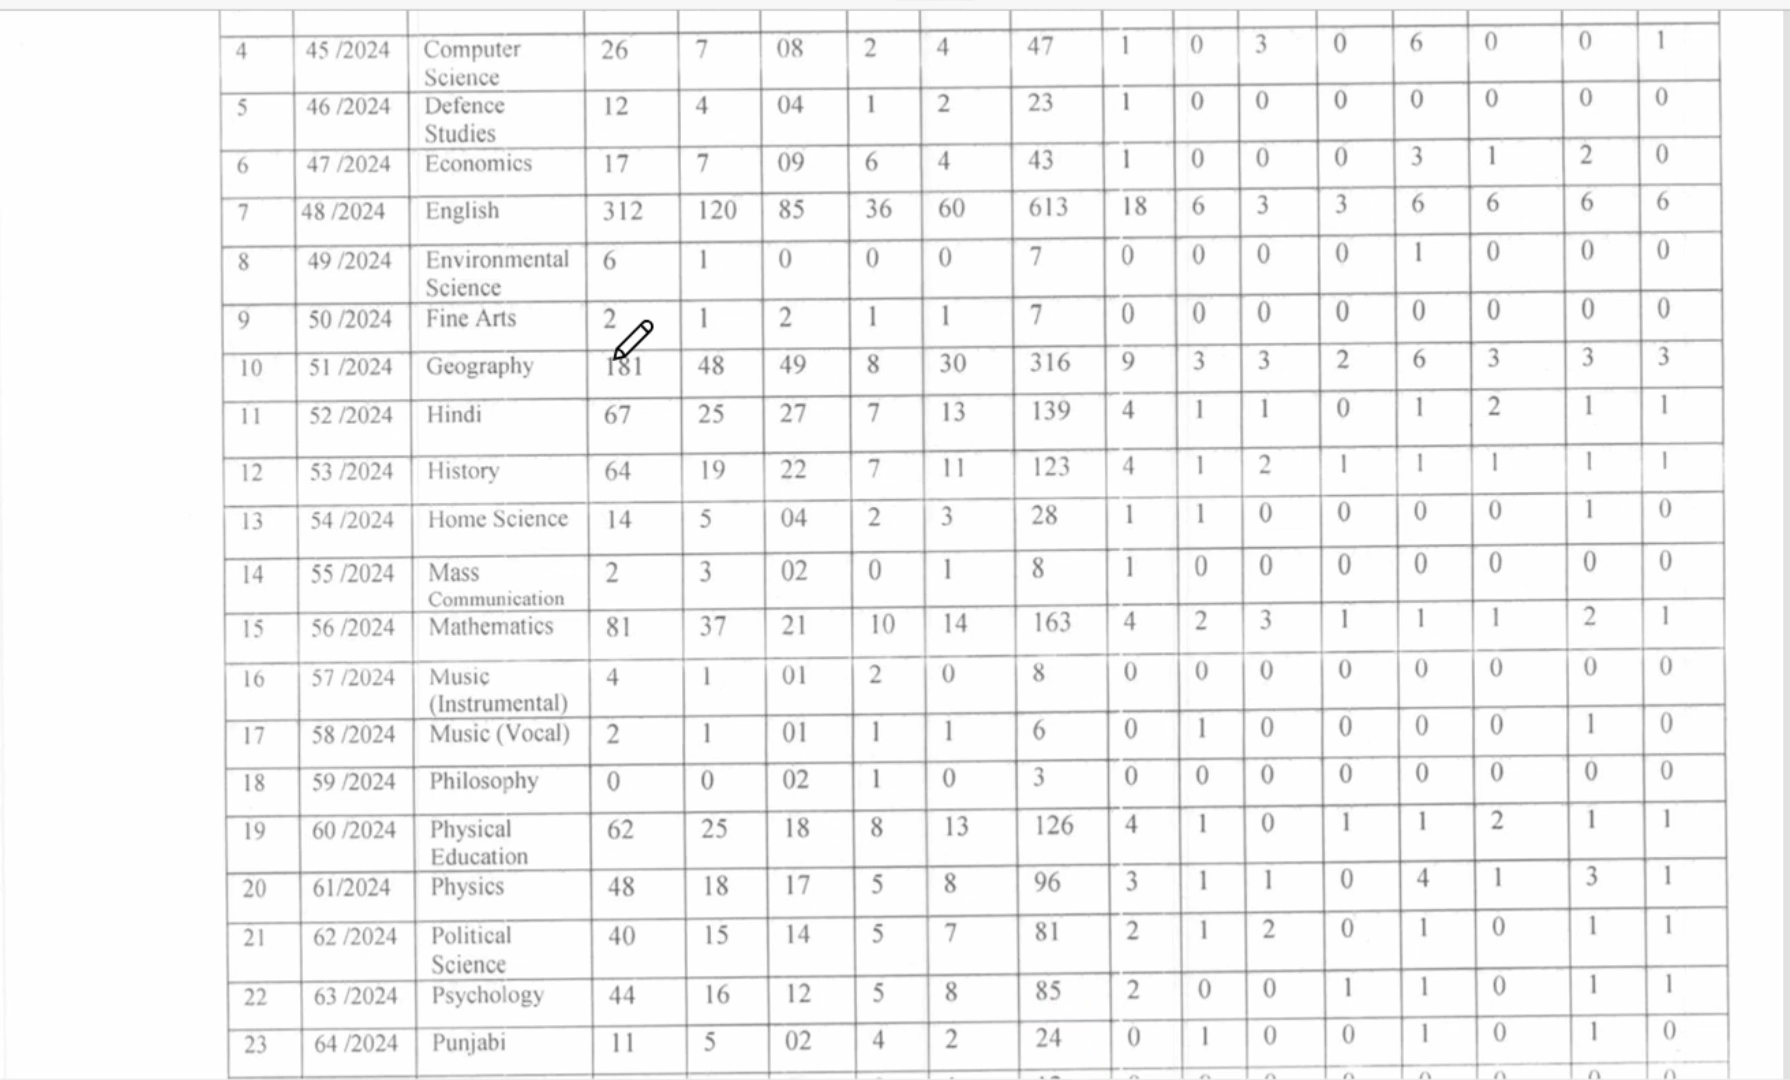 4 45 /2024 Computer Science 26 7 08 2 4 47 1 0 3 0 6 0 0 1
5 46 /2024 Defence Studies 12 4 04 1 2 23 1 0 0 0 0 0 0 0
6 47 /2024 Economics 17 7 09 6 4 43 1 0 0 0 3 1 2 0
7 48 /2024 English 312 120 85 36 60 613 18 6 3 3 6 6 6 6
8 49 /2024 Environmental Science 6 1 0 0 0 7 0 0 0 0 1 0 0 0
9 50 /2024 Fine Arts 2 1 2 1 1 7 0 0 0 0 0 0 0 0
10 51 /2024 Geography 181 48 49 8 30 316 9 3 3 2 6 3 3 3
11 52 /2024 Hindi 67 25 27 7 13 139 4 1 1 0 1 2 1 1
12 53 /2024 History 64 19 22 7 11 123 4 1 2 1 1 1 1 1
13 54 /2024 Home Science 14 5 04 2 3 28 1 1 0 0 0 0 1 0
14 55 /2024 Mass Communication 2 3 02 0 1 8 1 0 0 0 0 0 0 0
15 56 /2024 Mathematics 81 37 21 10 14 163 4 2 3 1 1 1 2 1
16 57 /2024 Music (Instrumental) 4 1 01 2 0 8 0 0 0 0 0 0 0 0
17 58 /2024 Music (Vocal) 2 1 01 1 1 6 0 1 0 0 0 0 1 0
18 59 /2024 Philosophy 0 0 02 1 0 3 0 0 0 0 0 0 0 0
19 60 /2024 Physical Education 62 25 18 8 13 126 4 1 0 1 1 2 1 1
20 61/2024 Physics 48 18 17 5 8 96 3 1 1 0 4 1 3 1
21 62 /2024 Political Science 40 15 14 5 7 81 2 1 2 0 1 0 1 1
22 63 /2024 Psychology 44 16 12 5 8 85 2 0 0 1 1 0 1 1
23 64 /2024 Punjabi 11 5 02 4 2 24 0 1 0 0 1 0 1 0